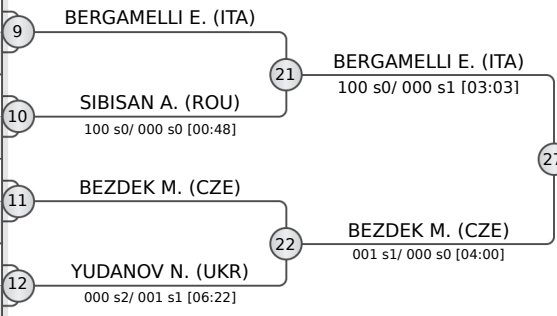 BERGAMELLI E. (ITA)
9
BERGAMELLI E. (ITA)
21
100 s0/ 000 s1 [03:03]
SIBISAN A. (ROU)
10
100 s0/ 000 s0 [00:48]
27
BEZDEK M. (CZE)
11
BEZDEK M. (CZE)
22
001 s1/ 000 s0 [04:00]
YUDANOV N. (UKR)
12
000 s2/ 001 s1 [06:22]